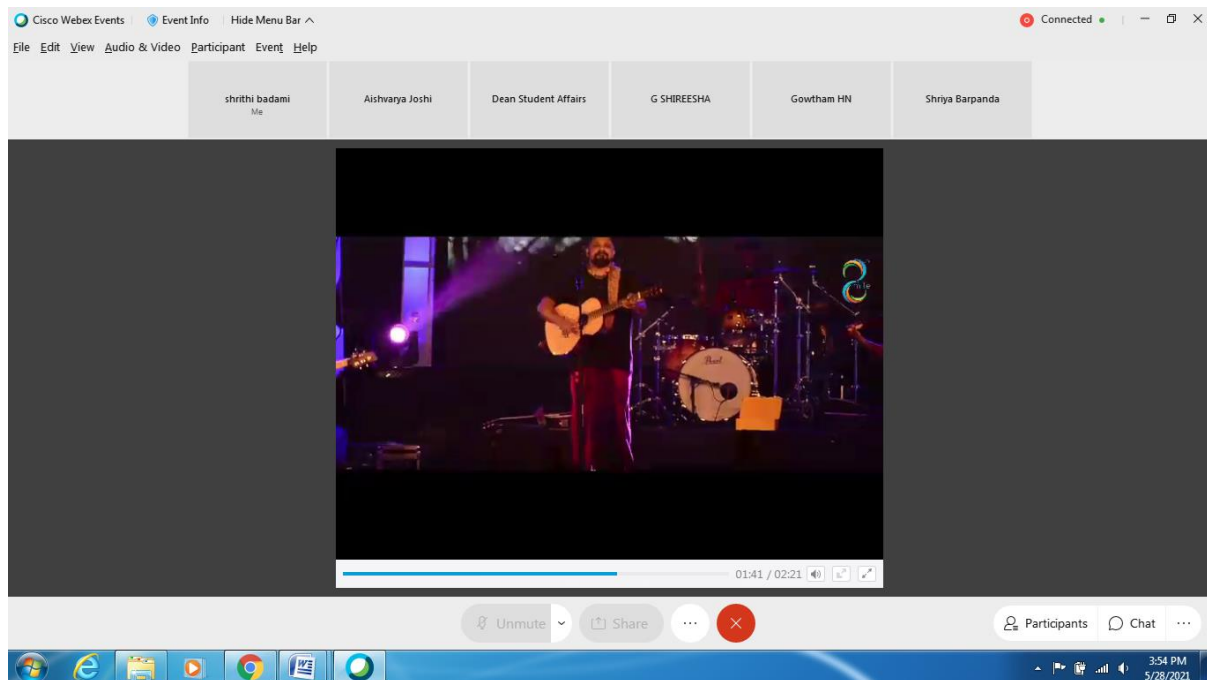 Cisco Webex Events Event Info Hide Menu Bar Connected
File Edit View Audio & Video Participant Event Help
shrithi badami Aishvarya Joshi Dean Student Affairs G SHIREESHA Gowtham HN Shriya Barpanda
Me
Pearl
01:41 / 02:21
Unmute Share Participants Chat
3:54 PM
5/28/2021